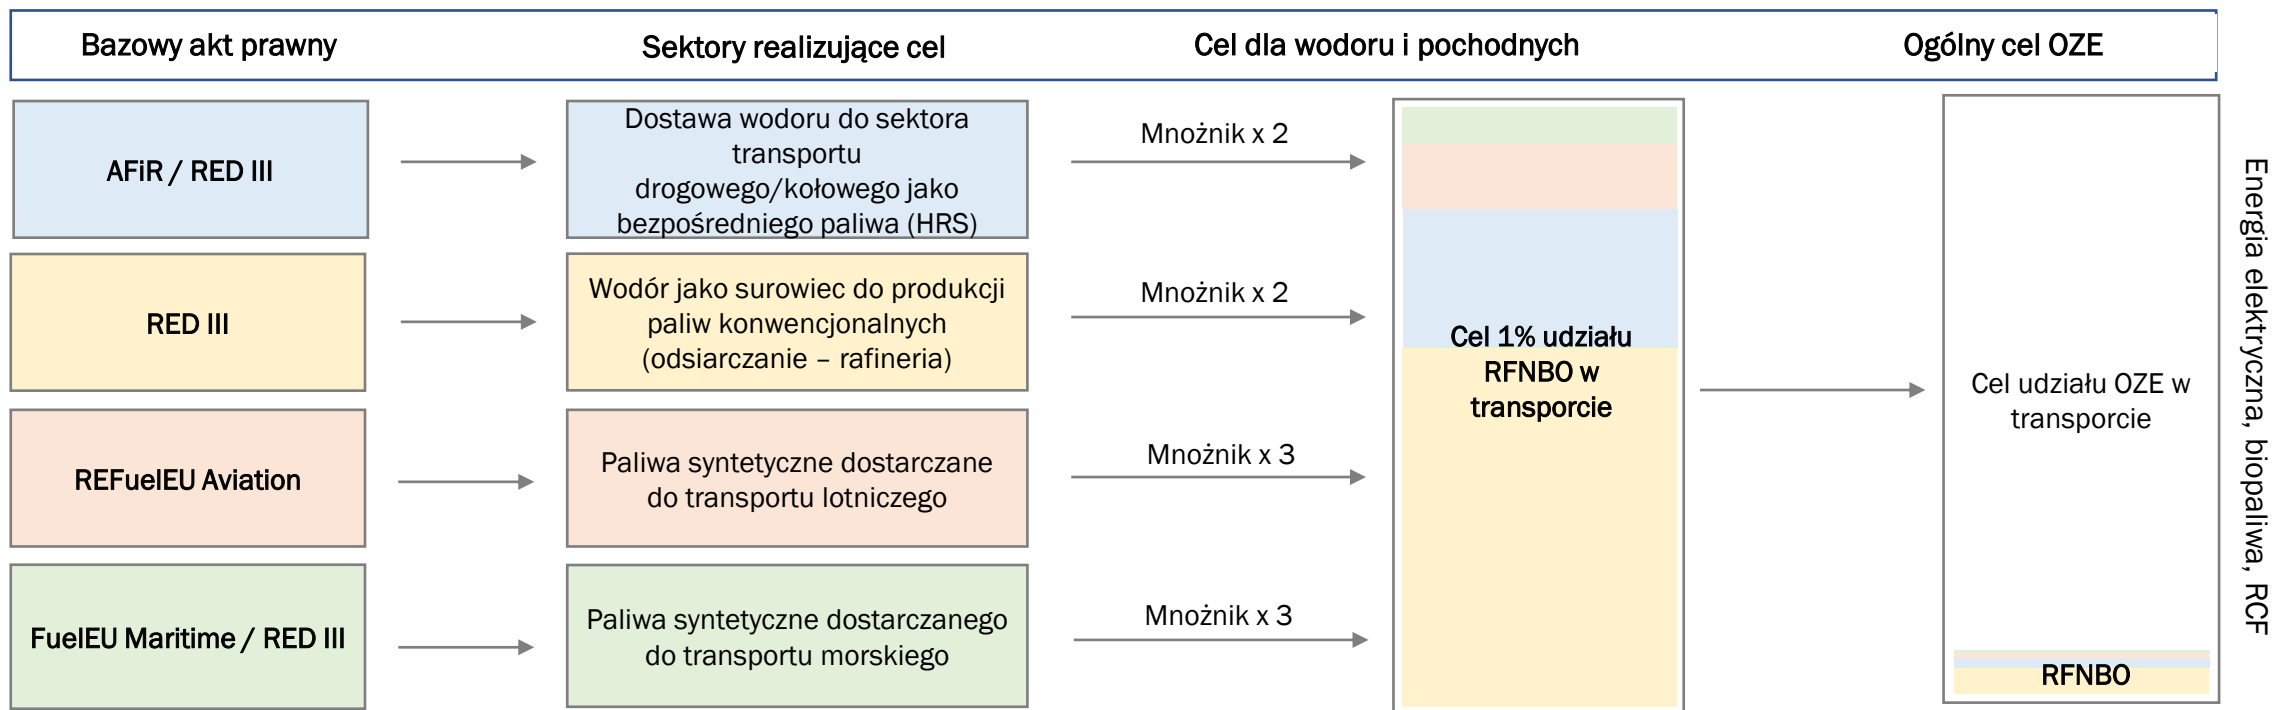 Bazowy akt prawny
Sektory realizujące cel
Cel dla wodoru i pochodnych
Ogólny cel OZE
AFiR / RED III
Dostawa wodoru do sektora
transportu
drogowego/kołowego jako
bezpośredniego paliwa (HRS)
Mnożnik x 2
RED III
Wodór jako surowiec do produkcji
paliw konwencjonalnych
(odsiarczanie – rafineria)
Mnożnik x 2
REFuelEU Aviation
Paliwa syntetyczne dostarczane
do transportu lotniczego
Mnożnik x 3
FuelEU Maritime / RED III
Paliwa syntetyczne dostarczanego
do transportu morskiego
Mnożnik x 3
Cel 1% udziału
RFNBO w
transporcie
Cel udziału OZE w
transporcie
RFNBO
Energia elektryczna, biopaliwa, RCF